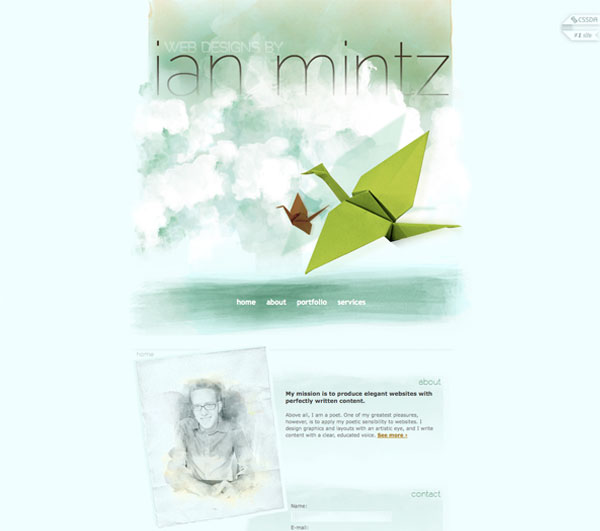 WEB DESIGNS BY
ian mintz
CSSDA
home
about
portfolio
services
home
about
My mission is to produce elegant websites with
perfectly written content.
Above all, I am a poet. One of my greatest pleasures,
however, is to apply my poetic sensibility to websites. I
design graphics and layouts with an artistic eye, and I write
content with a clear, educated voice. See more ›
contact
Name:
E-mail: